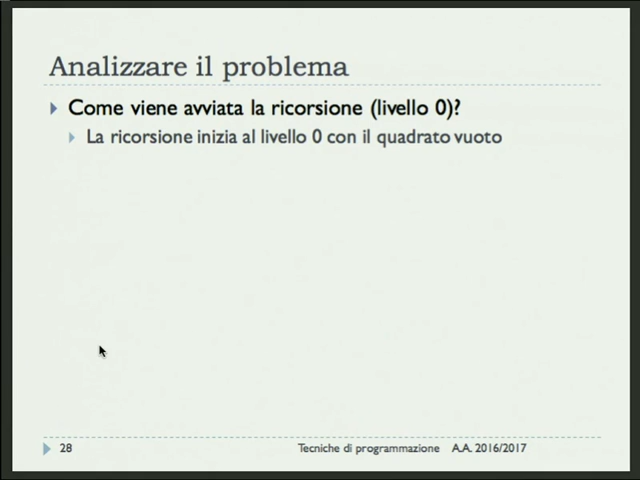 Analizzare il problema
Come viene avviata la ricorsione (livello 0)?
La ricorsione inizia al livello 0 con il quadrato vuoto
28
Tecniche di programmazione A.A. 2016/2017